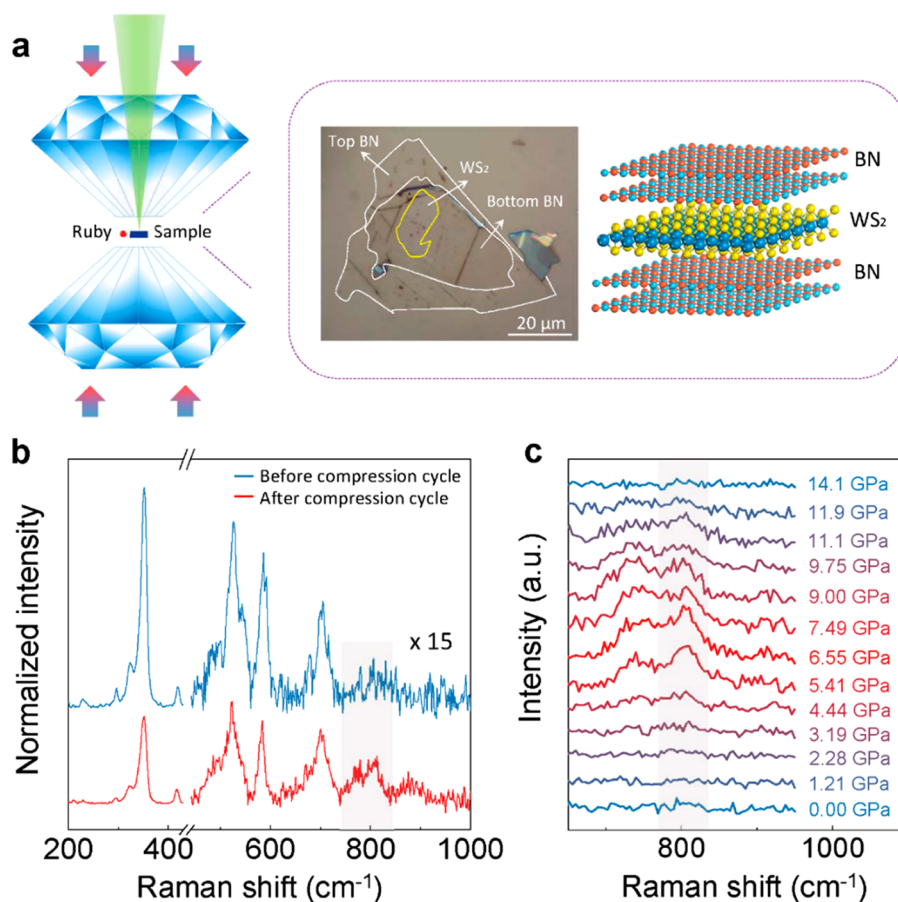 a
Top BN
WS₂
Bottom BN
Ruby
Sample
20 µm
BN
WS₂
BN
b
Before compression cycle
After compression cycle
x 15
Normalized intensity
200 400 600 800 1000
Raman shift (cm⁻¹)
c
14.1 GPa
11.9 GPa
11.1 GPa
9.75 GPa
9.00 GPa
7.49 GPa
6.55 GPa
5.41 GPa
4.44 GPa
3.19 GPa
2.28 GPa
1.21 GPa
0.00 GPa
Intensity (a.u.)
800 1000
Raman shift (cm⁻¹)